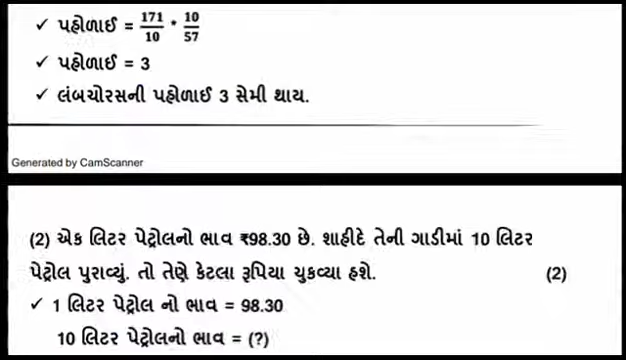 ✓ પહોળાઈ = 171/10 * 10/57
✓ પહોળાઈ = 3
✓ લંબચોરસની પહોળાઈ 3 સેમી થાય.
Generated by CamScanner
(2) એક લિટર પેટ્રોલનો ભાવ ₹98.30 છે. શાહીદે તેની ગાડીમાં 10 લિટર
પેટ્રોલ પુરાવ્યું. તો તેણે કેટલા રૂપિયા ચુકવ્યા હશે. (2)
✓ 1 લિટર પેટ્રોલ નો ભાવ = 98.30
10 લિટર પેટ્રોલનો ભાવ = (?)